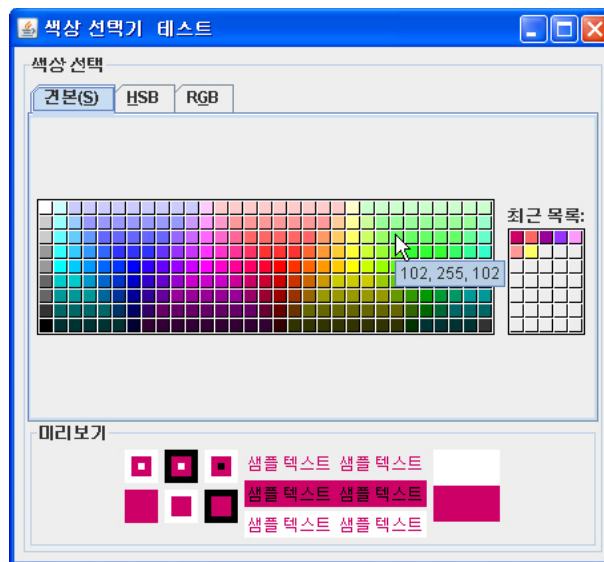 색상 선택기 테스트
색상 선택
견본(S) HSB RGB
최근 목록:
102, 255, 102
미리 보기
샘플 텍스트 샘플 텍스트
샘플 텍스트 샘플 텍스트
샘플 텍스트 샘플 텍스트